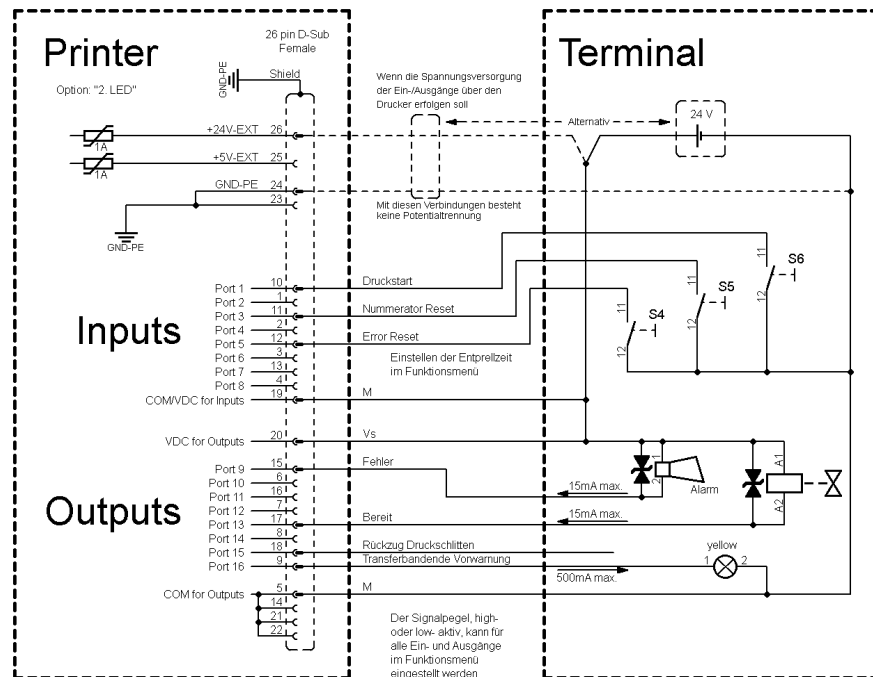 Printer
26 pin D-Sub
Female
Terminal
Option: "2. LED"
GND-PE
Shield
Wenn die Spannungsversorgung
der Ein-/Ausgänge über den
Drucker erfolgen soll
Alternativ
24 V
+24V-EXT 26
1A
+5V-EXT 25
1A
GND-PE 24
23
GND-PE
Mit diesen Verbindungen besteht
keine Potentialtrennung
Inputs
Port 1 10 Druckstart
Port 2 1
Port 3 11 Nummerator Reset
Port 4 2
Port 5 12 Error Reset
Port 6 3
Port 7 13
Port 8 4
COM/VDC for Inputs 19 M
Einstellen der Entprellzeit
im Funktionsmenü
11 S6 12
11 S5 12
11 S4 12
Outputs
VDC for Outputs 20 Vs
Port 9 15 Fehler
Port 10 6
Port 11 16
Port 12 7
Port 13 17 Bereit
Port 14 8
Port 15 18 Rückzug Druckschlitten
Port 16 9 Transferbandende Vorwarnung
COM for Outputs 5 M
14
21
22
15mA max.
1
2
Alarm
A1
A2
15mA max.
500mA max.
yellow
1 2
Der Signalpegel, high-
oder low- aktiv, kann für
alle Ein- und Ausgänge
im Funktionsmenü
eingestellt werden